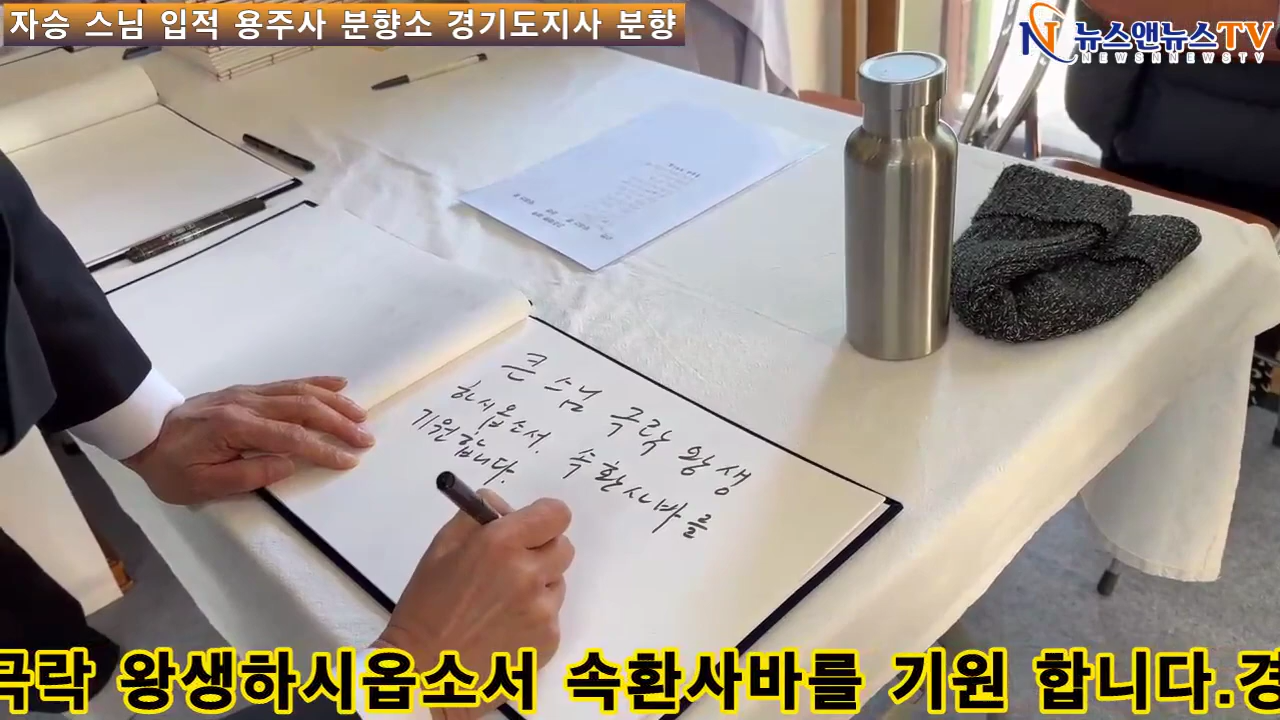 자승 스님 입적 용주사 분향소 경기도지사 분향
뉴스앤뉴스TV
NEWSNNEWSTV
큰 스님 극락 왕생
하시옵소서. 속환사바를
기원합니다.
극락 왕생하시옵소서 속환사바를 기원 합니다.경